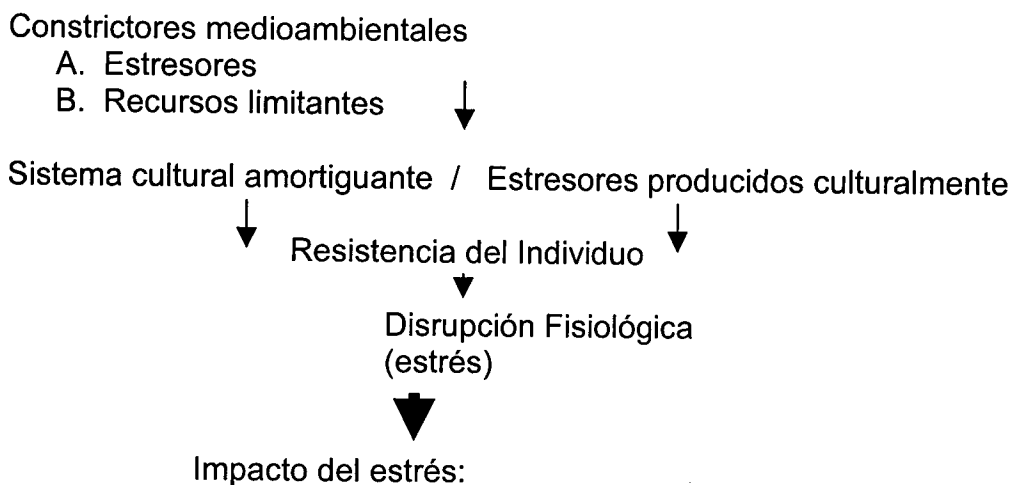 Constrictores medioambientales
A. Estresores
B. Recursos limitantes
Sistema cultural amortiguante / Estresores producidos culturalmente
Resistencia del Individuo
Disrupción Fisiológica
(estrés)
Impacto del estrés: